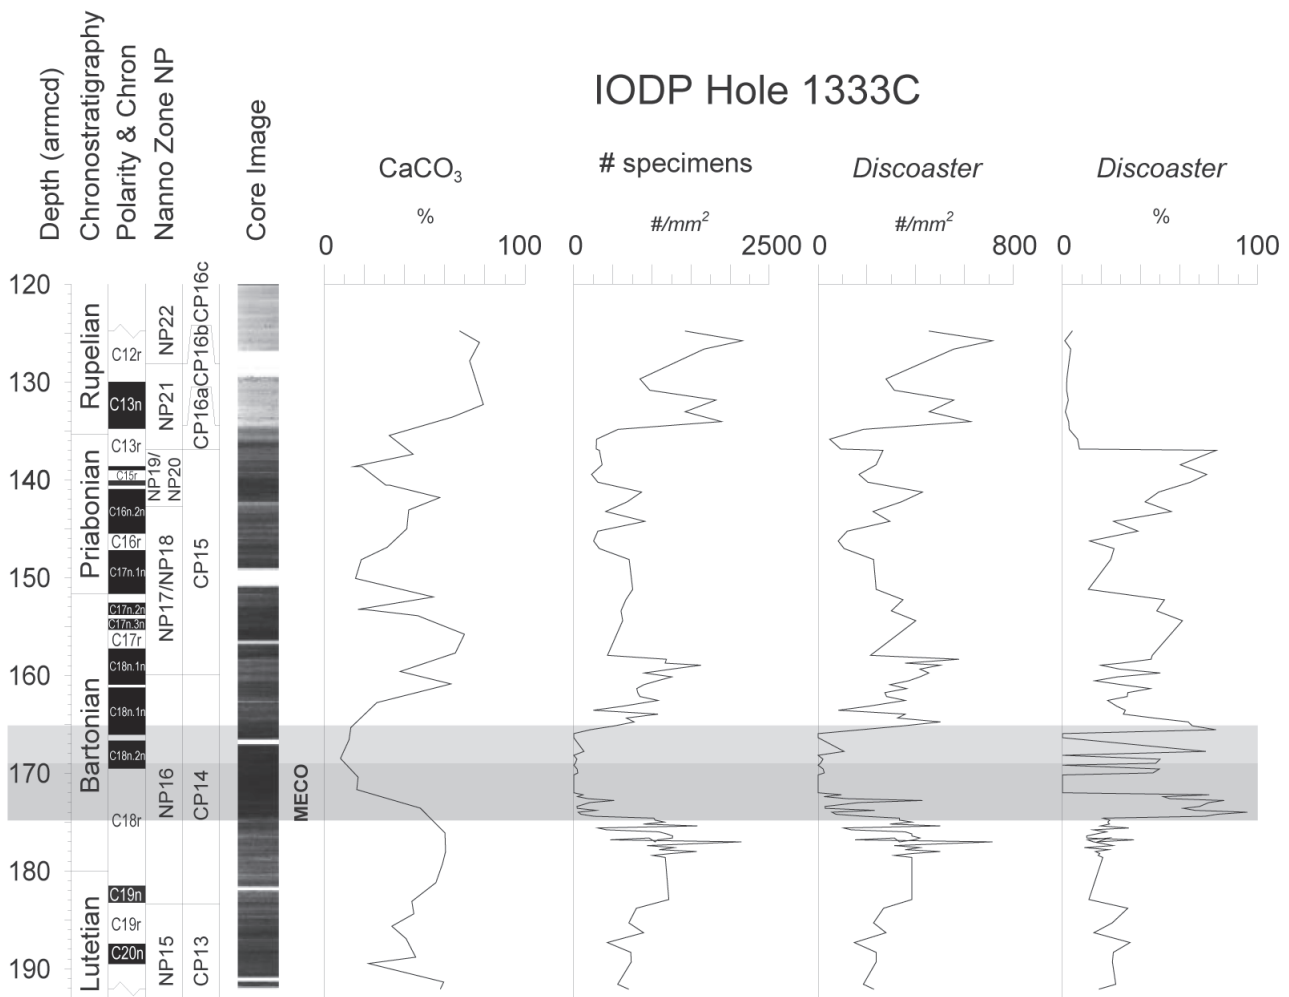 IODP Hole 1333C
Depth (armcd)
Chronostratigraphy
Polarity & Chron
Nanno Zone NP
Core Image
CaCO3
# specimens
Discoaster
Discoaster
%
#/mm2
#/mm2
%
0 100
0 2500
0 800
0 100
120
130
140
150
160
170
180
190
Rupelian
Priabonian
Bartonian
Lutetian
C12r
C13n
C13r
C15r
C16n.2n
C16r
C17n.1n
C17n.2n
C17n.3n
C17r
C18n.1n
C18n.1n
C18n.2n
C18r
C19n
C19r
C20n
NP22
NP21
NP19/
NP20
NP17/NP18
NP16
NP15
CP16c
CP16b
CP16a
CP15
CP14
CP13
MECO